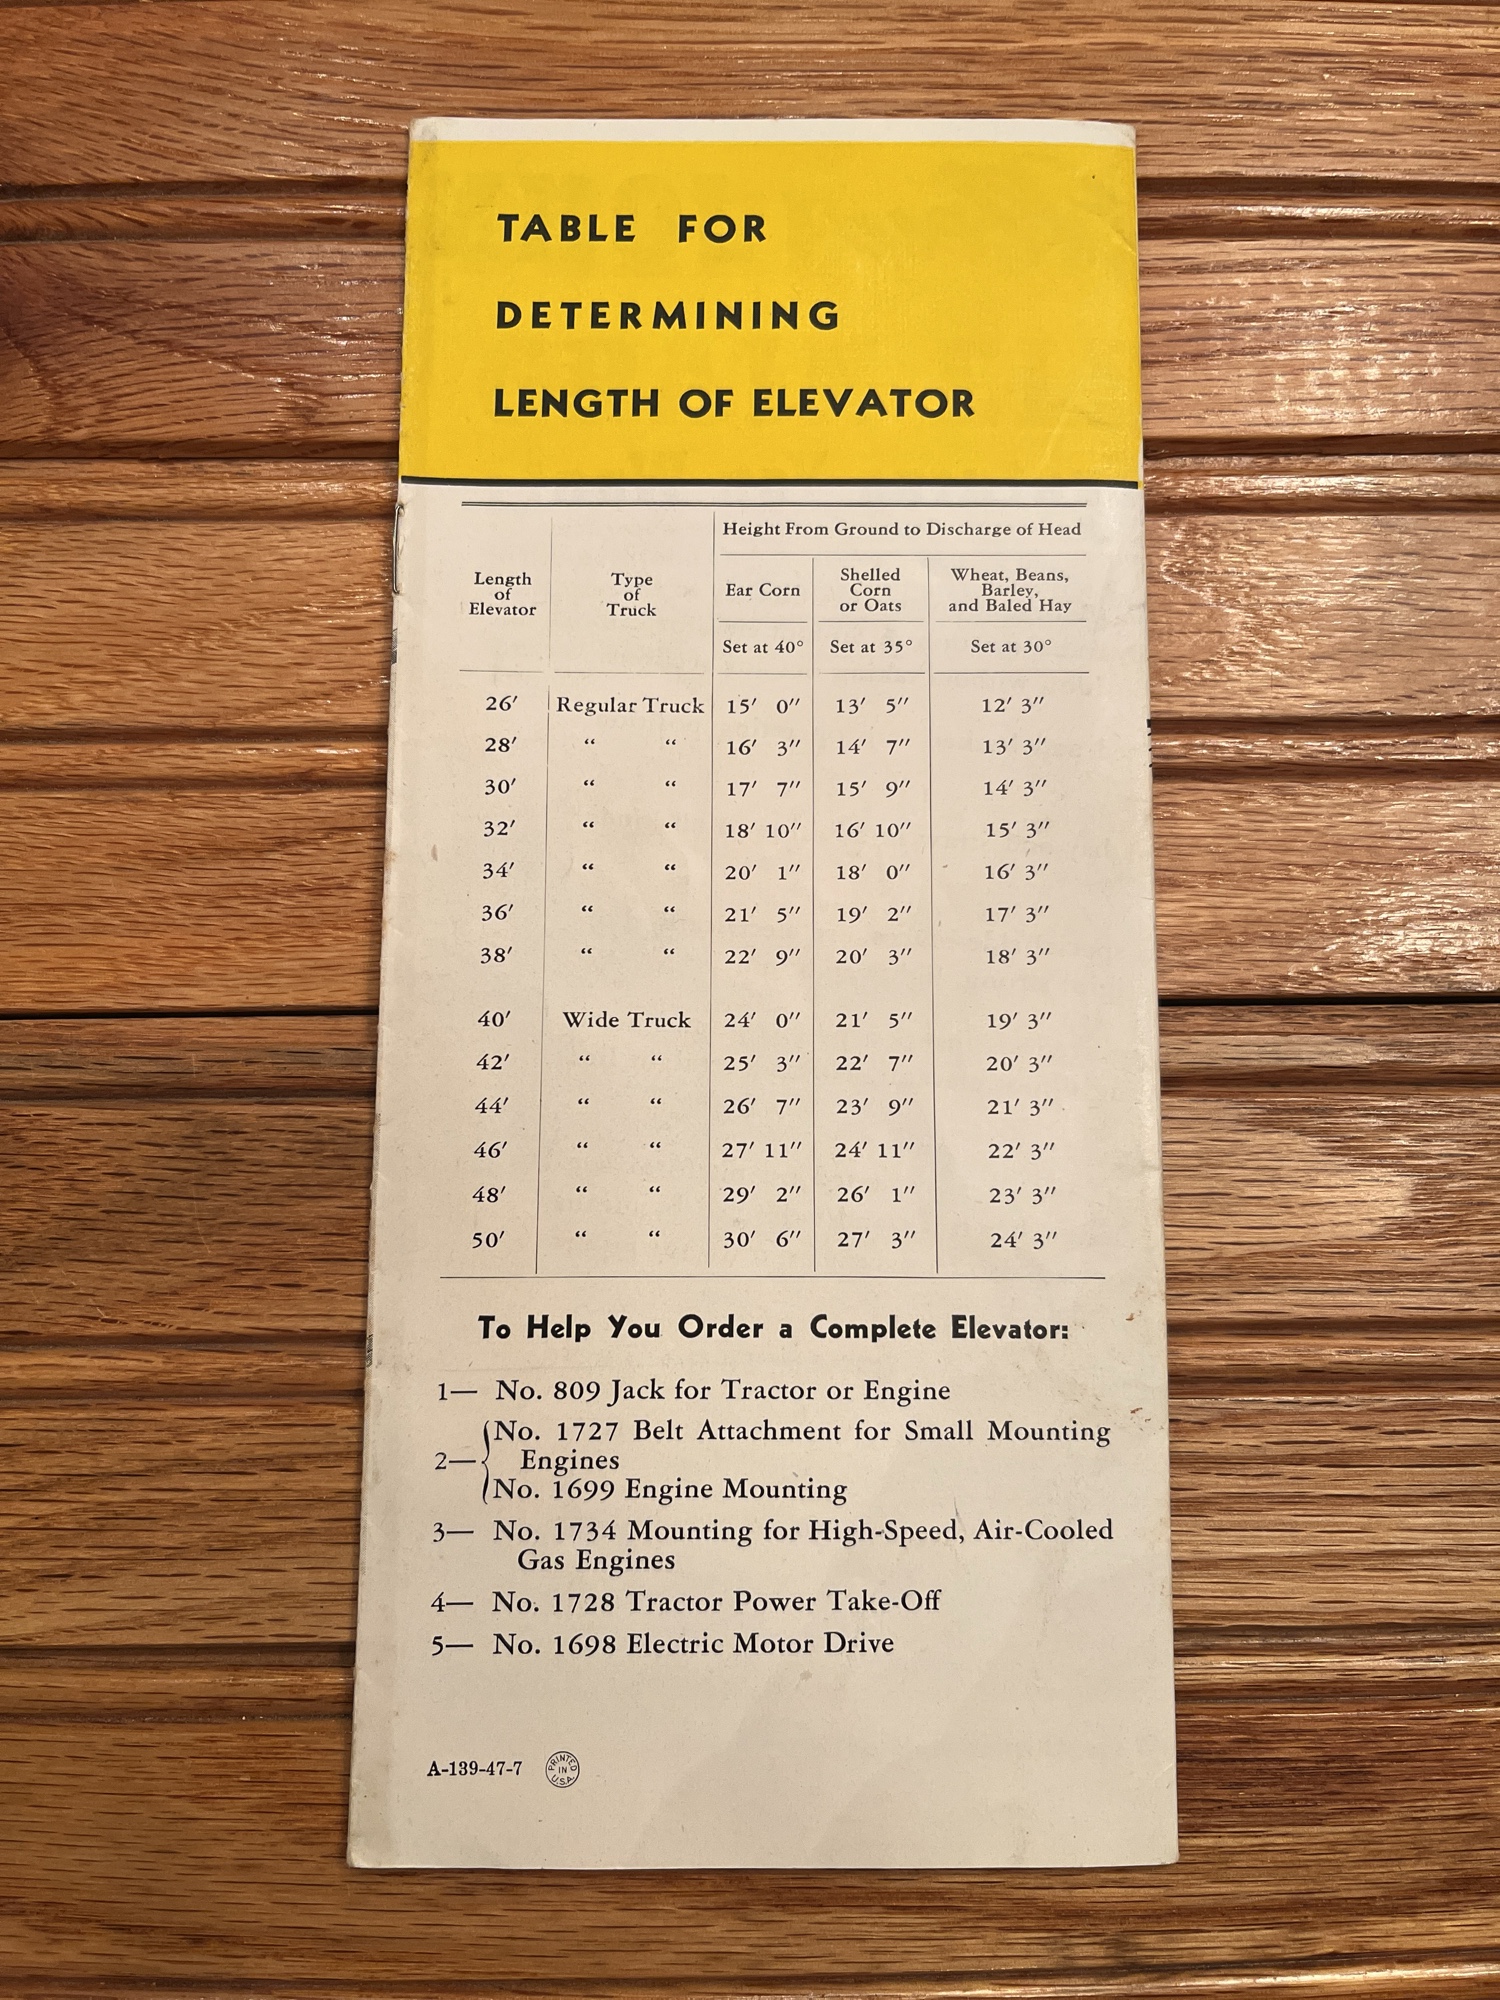 TABLE FOR
DETERMINING
LENGTH OF ELEVATOR
Height From Ground to Discharge of Head
Length
of
Elevator
Type
of
Truck
Ear Corn
Shelled
Corn
or Oats
Wheat, Beans,
Barley,
and Baled Hay
Set at 40° Set at 35° Set at 30°
26′ Regular Truck 15′ 0″ 13′ 5″ 12′ 3″
28′ “ “ 16′ 3″ 14′ 7″ 13′ 3″
30′ “ “ 17′ 7″ 15′ 9″ 14′ 3″
32′ “ “ 18′ 10″ 16′ 10″ 15′ 3″
34′ “ “ 20′ 1″ 18′ 0″ 16′ 3″
36′ “ “ 21′ 5″ 19′ 2″ 17′ 3″
38′ “ “ 22′ 9″ 20′ 3″ 18′ 3″
40′ Wide Truck 24′ 0″ 21′ 5″ 19′ 3″
42′ “ “ 25′ 3″ 22′ 7″ 20′ 3″
44′ “ “ 26′ 7″ 23′ 9″ 21′ 3″
46′ “ “ 27′ 11″ 24′ 11″ 22′ 3″
48′ “ “ 29′ 2″ 26′ 1″ 23′ 3″
50′ “ “ 30′ 6″ 27′ 3″ 24′ 3″
To Help You Order a Complete Elevator:
1— No. 809 Jack for Tractor or Engine
2— No. 1727 Belt Attachment for Small Mounting
Engines
No. 1699 Engine Mounting
3— No. 1734 Mounting for High-Speed, Air-Cooled
Gas Engines
4— No. 1728 Tractor Power Take-Off
5— No. 1698 Electric Motor Drive
A-139-47-7
PRINTED
IN
U.S.A.